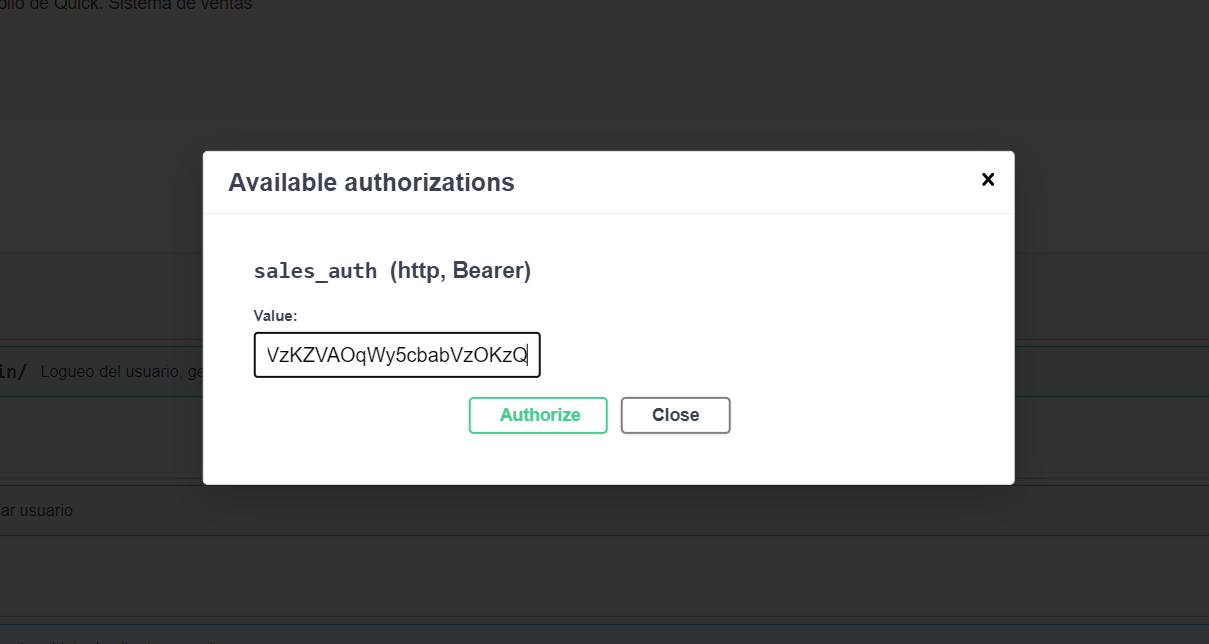 de Quick. Sistema de ventas
Available authorizations
sales_auth (http, Bearer)
Value:
VzKZVAOqWy5cbabVzOKzQ
in/ Logueo del usuario, ge
Authorize Close
ar usuario